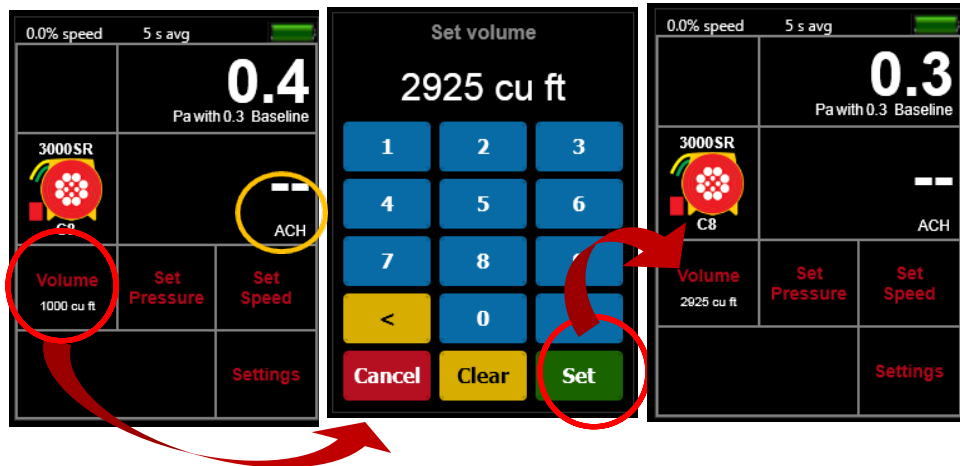 0.0% speed 5 s avg
0.4
Pa with 0.3 Baseline
3000SR
C8
--
ACH
Volume
1000 cu ft
Set
Pressure
Set
Speed
Settings
Set volume
2925 cu ft
1 2 3
4 5 6
7 8
< 0
Cancel Clear Set
0.0% speed 5 s avg
0.3
Pa with 0.3 Baseline
3000SR
C8
--
ACH
Volume
2925 cu ft
Set
Pressure
Set
Speed
Settings